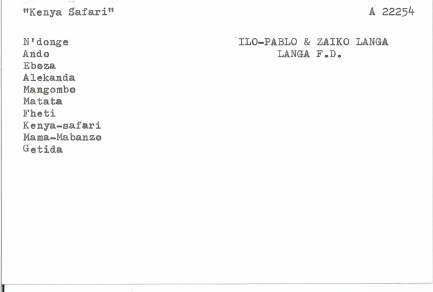 "Kenya Safari" A 22254
N'donge ILO-PABLO & ZAIKO LANGA
Ando LANGA F.D.
Eboza
Alekanda
Mangombo
Matata
Fheti
Kenya-safari
Mama-Mabanzo
Getida